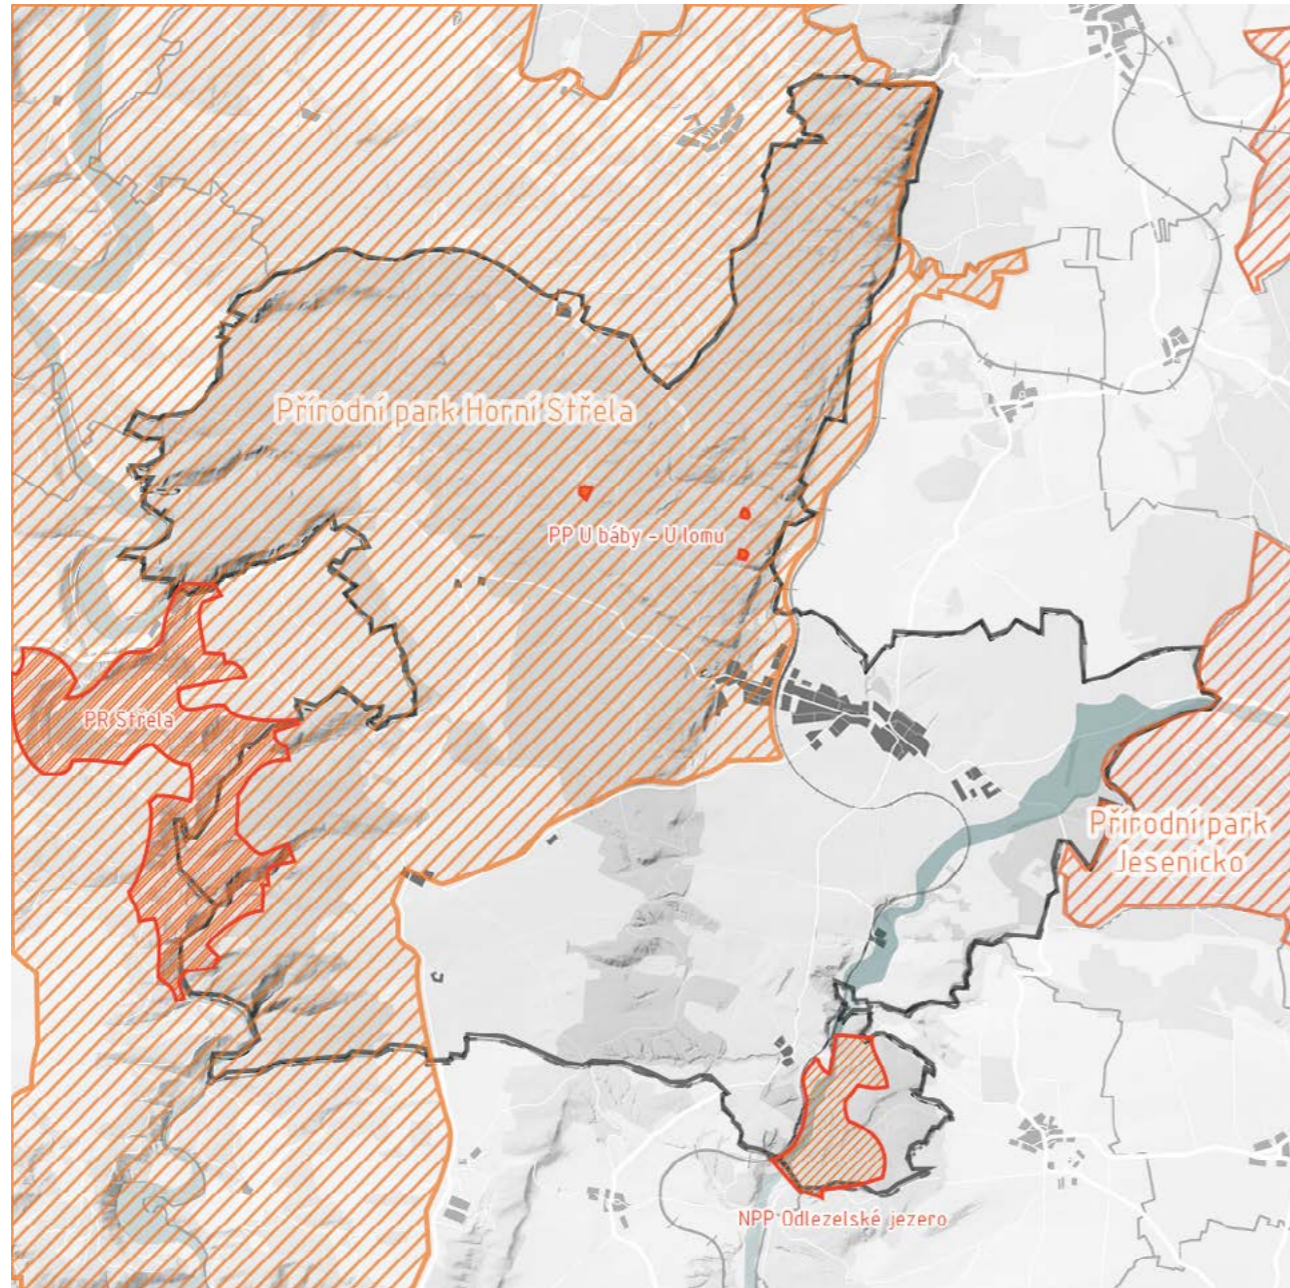 Přírodní park Horní Střela
PP U báby - U lomu
PR Střela
Přírodní park
Jesenicko
NPP Odlezelské jezero